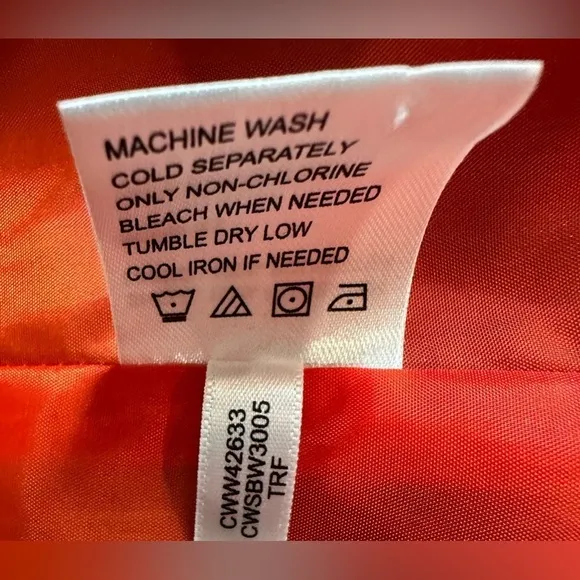 MACHINE WASH
COLD SEPARATELY
ONLY NON-CHLORINE
BLEACH WHEN NEEDED
TUMBLE DRY LOW
COOL IRON IF NEEDED
CWW42633
CWSBW3005
TRF